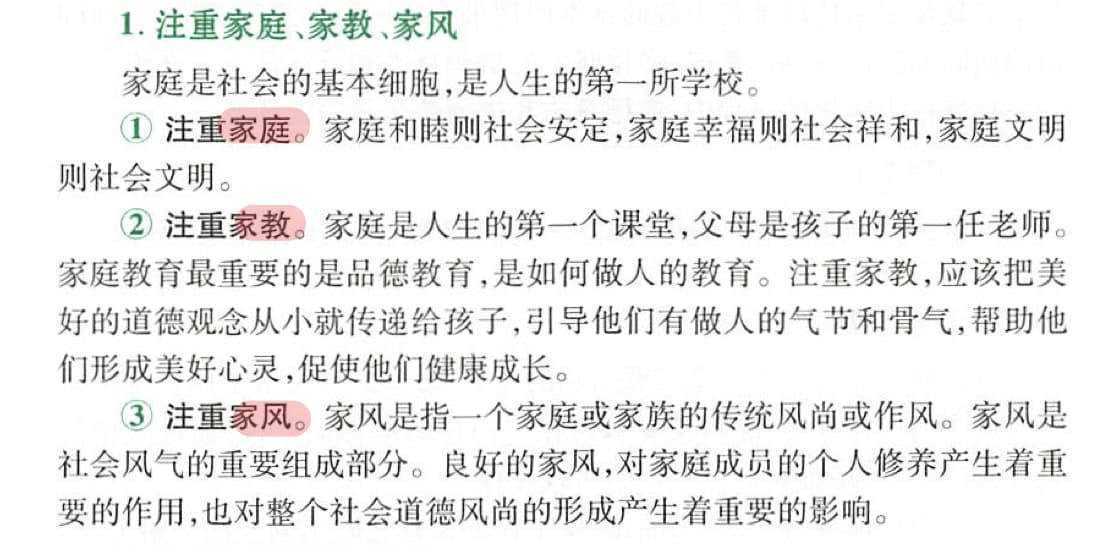 1. 注重家庭、家教、家风
家庭是社会的基本细胞,是人生的第一所学校。
① 注重家庭。家庭和睦则社会安定,家庭幸福则社会祥和,家庭文明
则社会文明。
② 注重家教。家庭是人生的第一个课堂,父母是孩子的第一任老师。
家庭教育最重要的是品德教育,是如何做人的教育。注重家教,应该把美
好的道德观念从小就传递给孩子,引导他们有做人的气节和骨气,帮助他
们形成美好心灵,促使他们健康成长。
③ 注重家风。家风是指一个家庭或家族的传统风尚或作风。家风是
社会风气的重要组成部分。良好的家风,对家庭成员的个人修养产生着重
要的作用,也对整个社会道德风尚的形成产生着重要的影响。